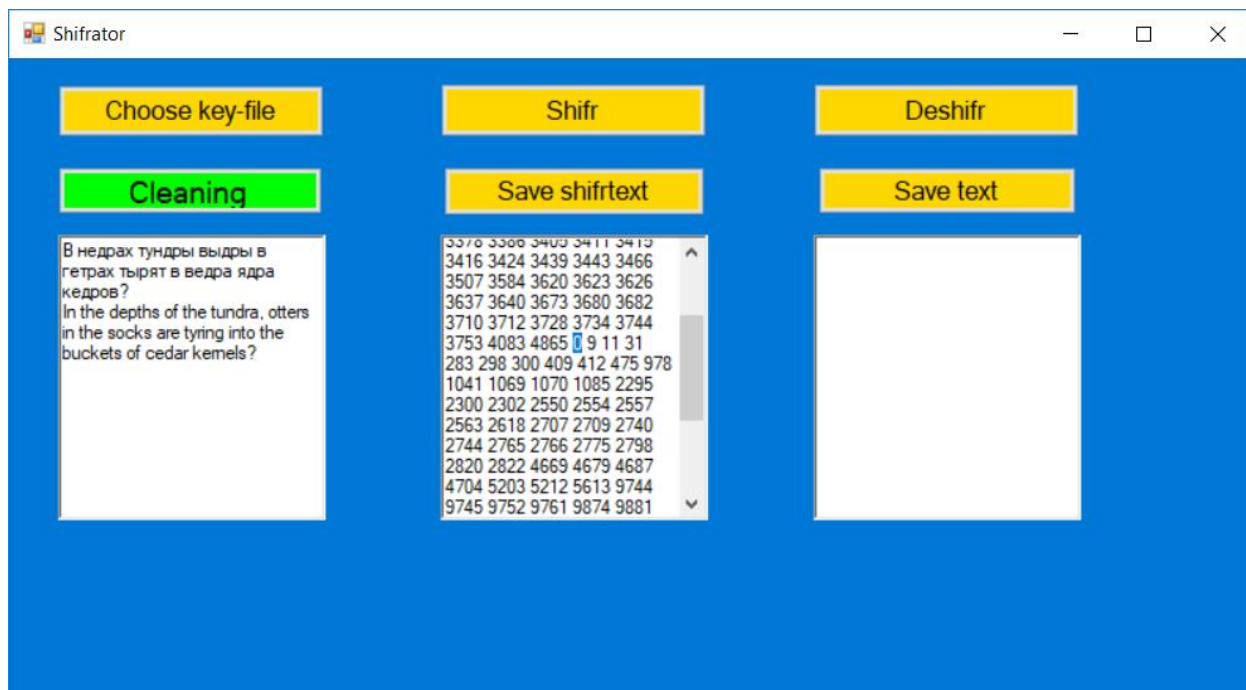 Shifrator
Choose key-file
Shifr
Deshifr
Cleaning
Save shifrtext
Save text
В недрах тундры выдры в
гетрах тырят в ведра ядра
кедров?
In the depths of the tundra, otters
in the socks are tyring into the
buckets of cedar kernels?
3378 3386 3405 3411 3415
3416 3424 3439 3443 3466
3507 3584 3620 3623 3626
3637 3640 3673 3680 3682
3710 3712 3728 3734 3744
3753 4083 4865 0 9 11 31
283 298 300 409 412 475 978
1041 1069 1070 1085 2295
2300 2302 2550 2554 2557
2563 2618 2707 2709 2740
2744 2765 2766 2775 2798
2820 2822 4669 4679 4687
4704 5203 5212 5613 9744
9745 9752 9761 9874 9881